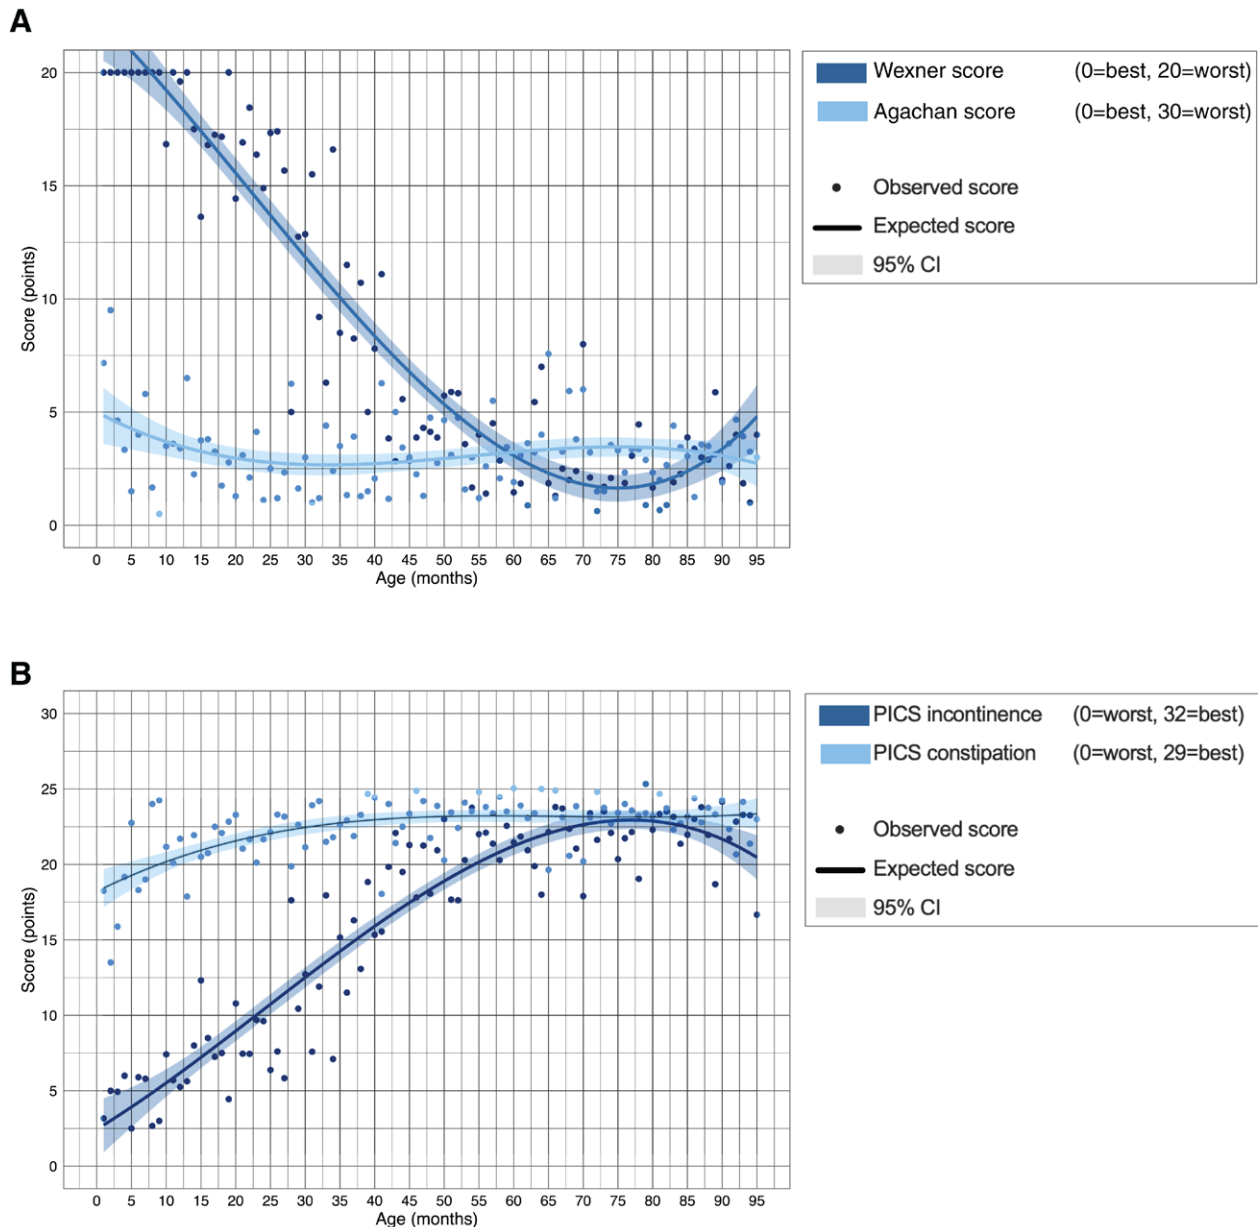 A
20
15
10
5
0
Score (points)
0 5 10 15 20 25 30 35 40 45 50 55 60 65 70 75 80 85 90 95
Age (months)
Wexner score (0=best, 20=worst)
Agachan score (0=best, 30=worst)
Observed score
Expected score
95% CI
B
30
25
20
15
10
5
0
Score (points)
0 5 10 15 20 25 30 35 40 45 50 55 60 65 70 75 80 85 90 95
Age (months)
PICS incontinence (0=worst, 32=best)
PICS constipation (0=worst, 29=best)
Observed score
Expected score
95% CI